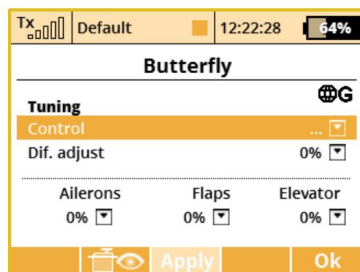 Tx Default 12:22:28 64%
Butterfly
G
Tuning
Control ...
Dif. adjust 0%
Ailerons Flaps Elevator
0% 0% 0%
Apply Ok